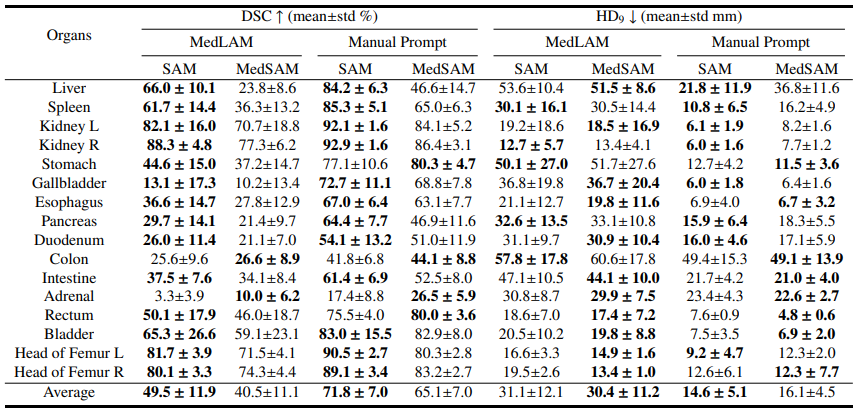 Organs DSC ↑ (mean±std %) HD₉ ↓ (mean±std mm)
MedLAM Manual Prompt MedLAM Manual Prompt
SAM MedSAM SAM MedSAM SAM MedSAM SAM MedSAM
Liver 66.0 ± 10.1 23.8±8.6 84.2 ± 6.3 46.6±14.7 53.6±10.4 51.5 ± 8.6 21.8 ± 11.9 36.8±11.6
Spleen 61.7 ± 14.4 36.3±13.2 85.3 ± 5.1 65.0±6.3 30.1 ± 16.1 30.5±14.4 10.8 ± 6.5 16.2±4.9
Kidney L 82.1 ± 16.0 70.7±18.8 92.1 ± 1.6 84.1±5.2 19.2±18.6 18.5 ± 16.9 6.1 ± 1.9 8.2±1.6
Kidney R 88.3 ± 4.8 77.3±6.2 92.9 ± 1.6 86.4±3.1 12.7 ± 5.7 13.4±4.1 6.0 ± 1.6 7.7±1.2
Stomach 44.6 ± 15.0 37.2±14.7 77.1±10.6 80.3 ± 4.7 50.1 ± 27.0 51.7±27.6 12.7±4.2 11.5 ± 3.6
Gallbladder 13.1 ± 17.3 10.2±13.4 72.7 ± 11.1 68.8±7.8 36.8±19.8 36.7 ± 20.4 6.0 ± 1.8 6.4±1.6
Esophagus 36.6 ± 14.7 27.8±12.9 67.0 ± 6.4 63.1±7.7 21.1±12.7 19.8 ± 11.6 6.9±4.0 6.7 ± 3.2
Pancreas 29.7 ± 14.1 21.4±9.7 64.4 ± 7.7 46.9±11.6 32.6 ± 13.5 33.1±10.8 15.9 ± 6.4 18.3±5.5
Duodenum 26.0 ± 11.4 21.1±7.0 54.1 ± 13.2 51.0±11.9 31.1±9.7 30.9 ± 10.4 16.0 ± 4.6 17.1±5.9
Colon 25.6±9.6 26.6 ± 8.9 41.8±6.8 44.1 ± 8.8 57.8 ± 17.8 60.6±17.8 49.4±15.3 49.1 ± 13.9
Intestine 37.5 ± 7.6 34.1±8.4 61.4 ± 6.9 52.5±8.0 47.1±10.5 44.1 ± 10.0 21.7±4.2 21.0 ± 4.0
Adrenal 3.3±3.9 10.0 ± 6.2 17.4±8.8 26.5 ± 5.9 30.8±8.7 29.9 ± 7.5 23.4±4.3 22.6 ± 2.7
Rectum 50.1 ± 17.9 46.0±18.7 75.5±4.0 80.0 ± 3.6 18.6±7.0 17.4 ± 7.2 7.6±0.9 4.8 ± 0.6
Bladder 65.3 ± 26.6 59.1±23.1 83.0 ± 15.5 82.9±8.0 20.5±10.2 19.8 ± 8.8 7.5±3.5 6.9 ± 2.0
Head of Femur L 81.7 ± 3.9 71.5±4.1 90.5 ± 2.7 80.3±2.8 16.6±3.3 14.9 ± 1.6 9.2 ± 4.7 12.3±2.0
Head of Femur R 80.1 ± 3.3 74.3±4.4 89.1 ± 3.4 83.2±2.7 19.5±2.6 13.4 ± 1.0 12.6±6.1 12.3 ± 7.7
Average 49.5 ± 11.9 40.5±11.1 71.8 ± 7.0 65.1±7.0 31.1±12.1 30.4 ± 11.2 14.6 ± 5.1 16.1±4.5